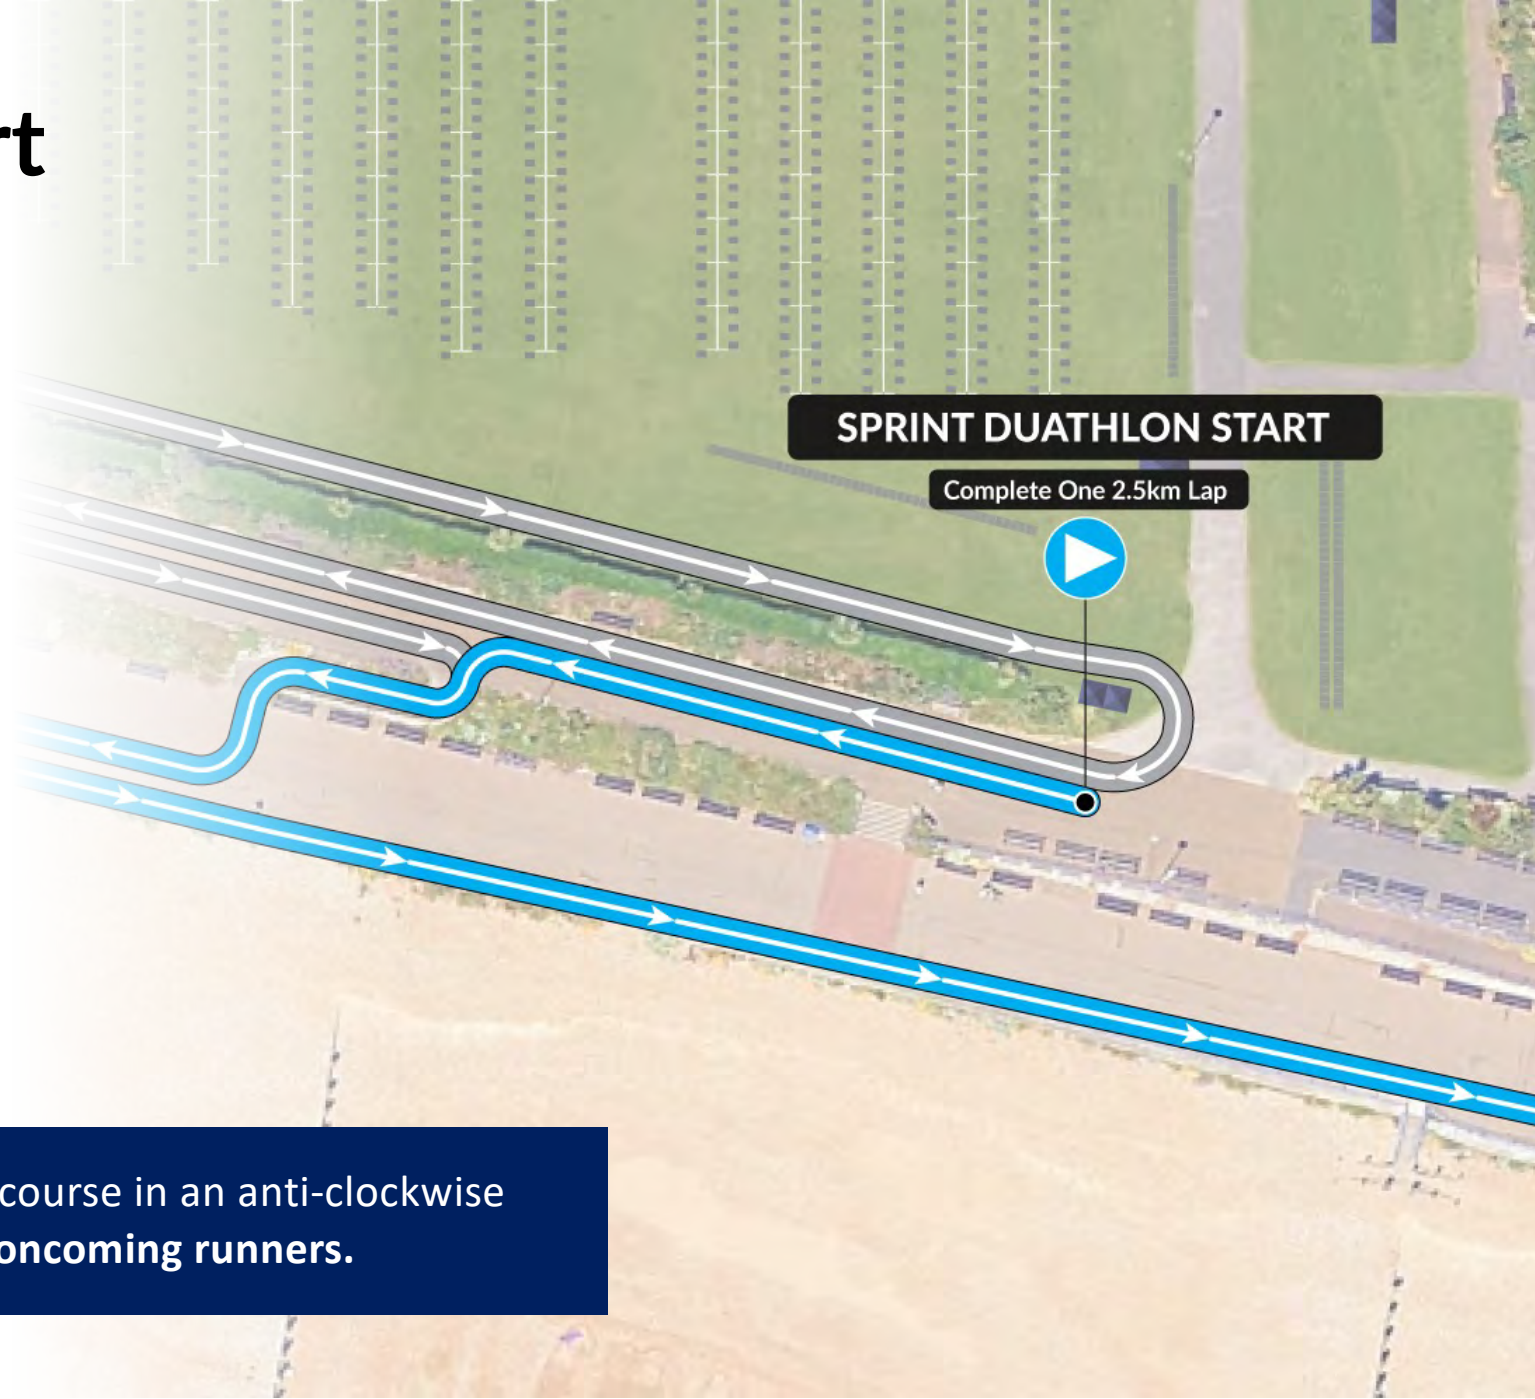 rt
SPRINT DUATHLON START
Complete One 2.5km Lap
course in an anti-clockwise
oncoming runners.